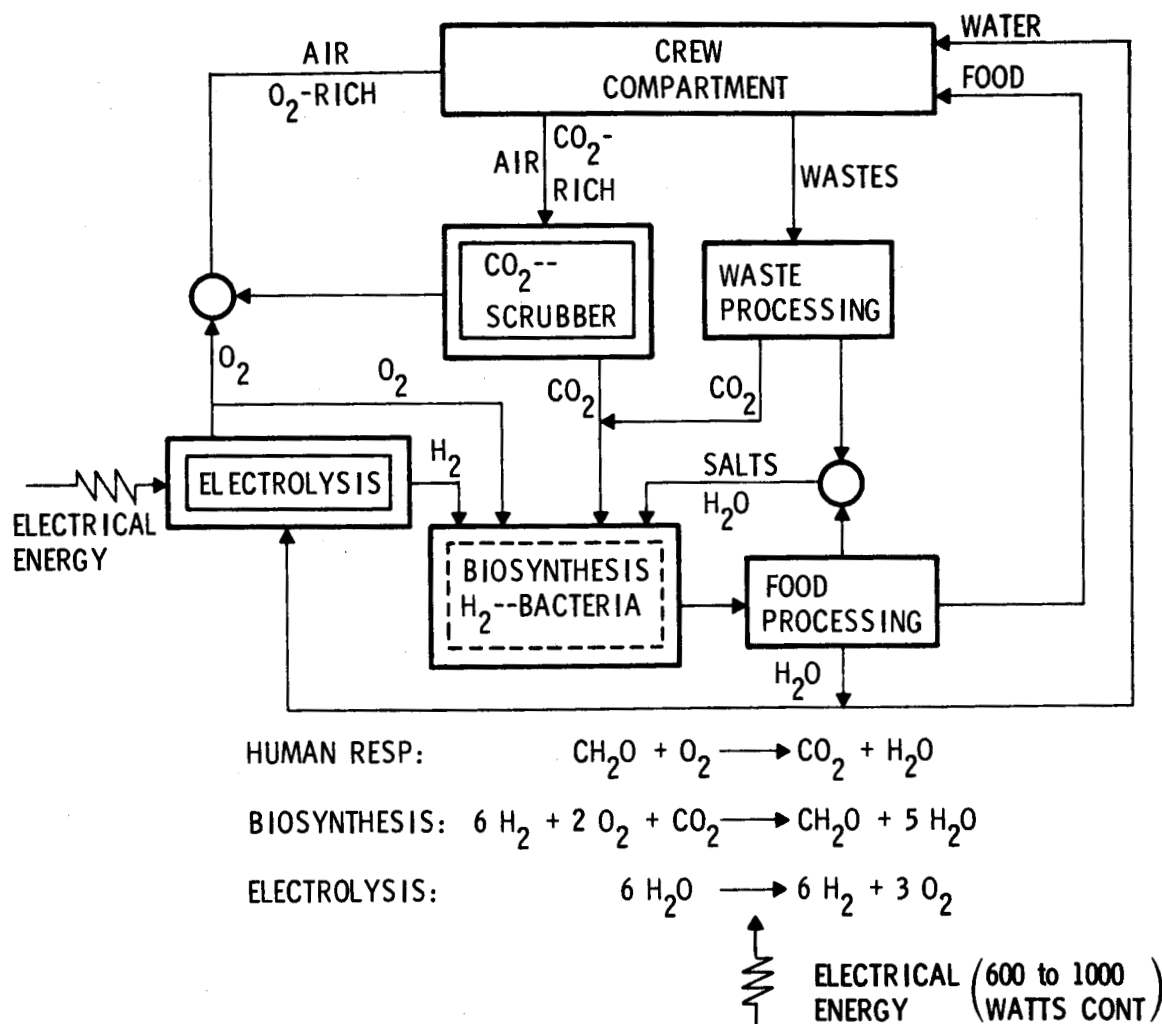 AIR
O2-RICH
CREW
COMPARTMENT
WATER
FOOD
AIR
CO2-
RICH
WASTES
CO2--
SCRUBBER
WASTE
PROCESSING
O2
O2
CO2
CO2
H2
ELECTROLYSIS
ELECTRICAL
ENERGY
SALTS
H2O
BIOSYNTHESIS
H2--BACTERIA
FOOD
PROCESSING
H2O
HUMAN RESP: CH2O + O2 → CO2 + H2O
BIOSYNTHESIS: 6 H2 + 2 O2 + CO2 → CH2O + 5 H2O
ELECTROLYSIS: 6 H2O → 6 H2 + 3 O2
ELECTRICAL (600 to 1000
ENERGY WATTS CONT)